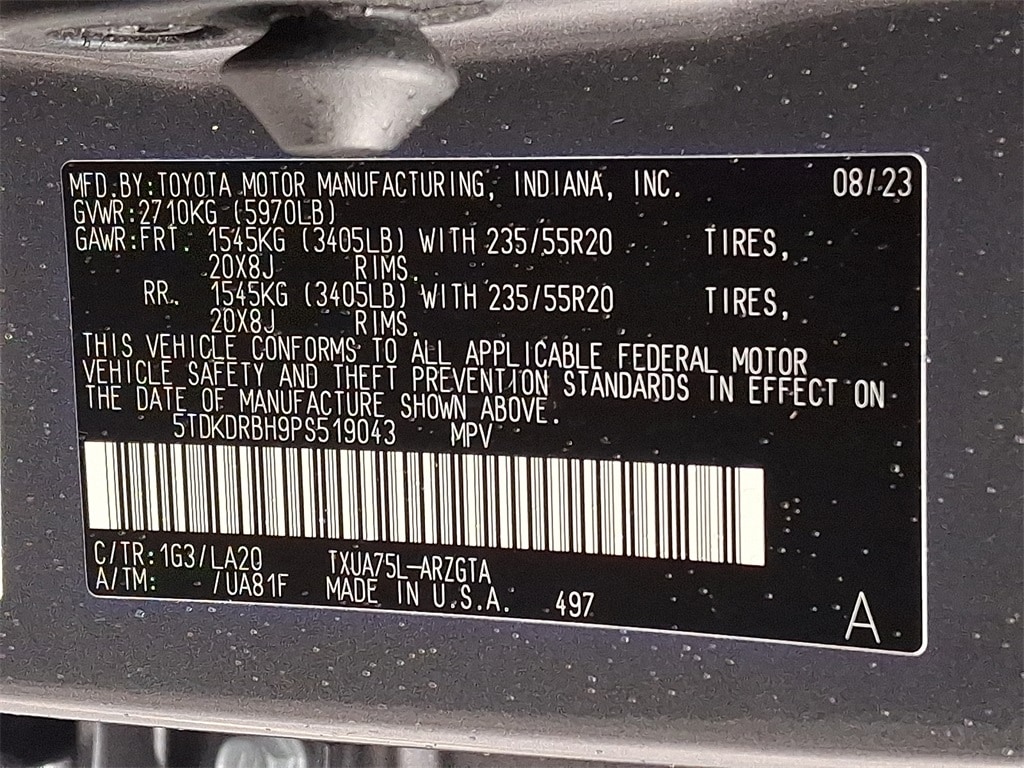 MFD.BY:TOYOTA MOTOR MANUFACTURING, INDIANA, INC. 08/23
GVWR:2710KG (5970LB)
GAWR:FRT. 1545KG (3405LB) WITH 235/55R20 TIRES,
20X8J RIMS.
RR. 1545KG (3405LB) WITH 235/55R20 TIRES,
20X8J RIMS.
THIS VEHICLE CONFORMS TO ALL APPLICABLE FEDERAL MOTOR
VEHICLE SAFETY AND THEFT PREVENTION STANDARDS IN EFFECT ON
THE DATE OF MANUFACTURE SHOWN ABOVE.
5TDKDRBH9PS519043 MPV
C/TR:1G3/LA20 TXUA75L-ARZGTA
A/TM: /UA81F MADE IN U.S.A. 497 A